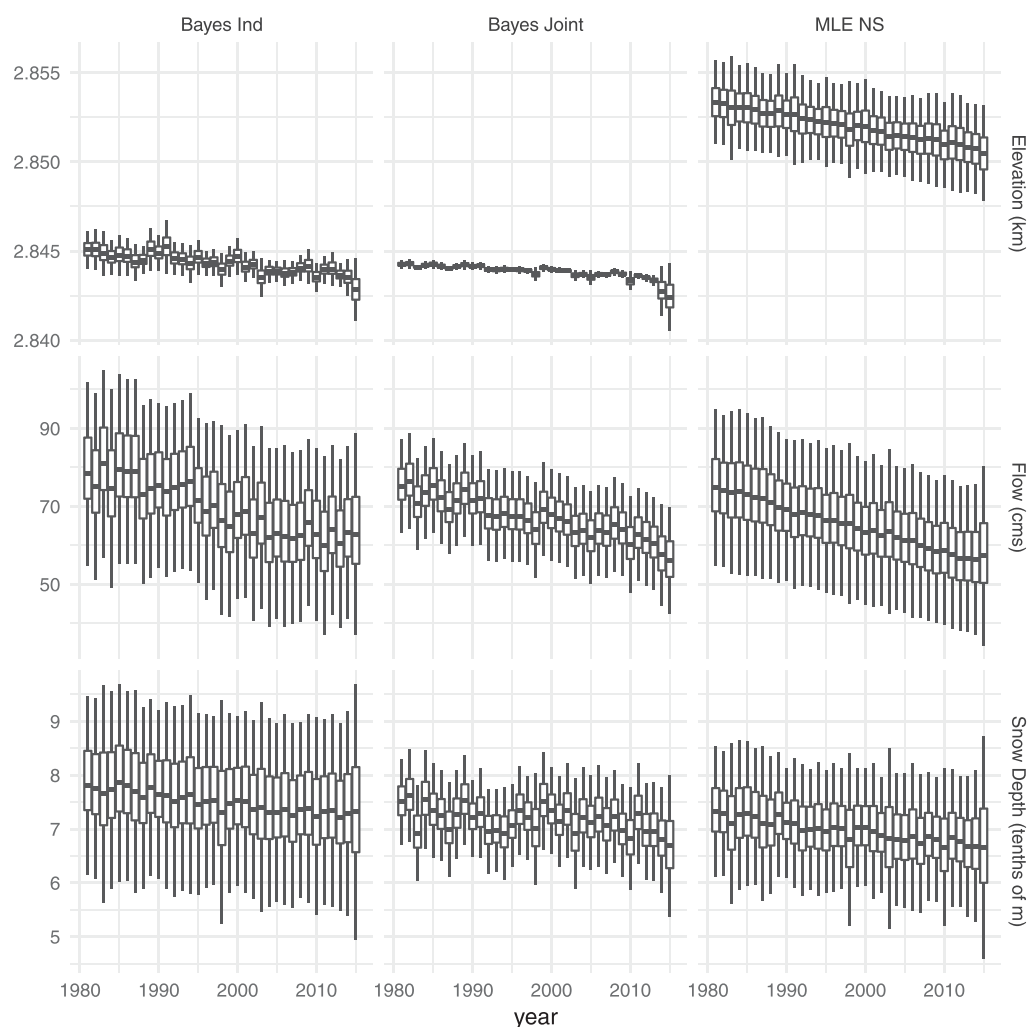 Bayes Ind Bayes Joint MLE NS
2.855
2.850
2.845
2.840
Elevation (km)
90
70
50
Flow (cms)
9
8
7
6
5
Snow Depth (tenths of m)
1980 1990 2000 2010 1980 1990 2000 2010 1980 1990 2000 2010
year